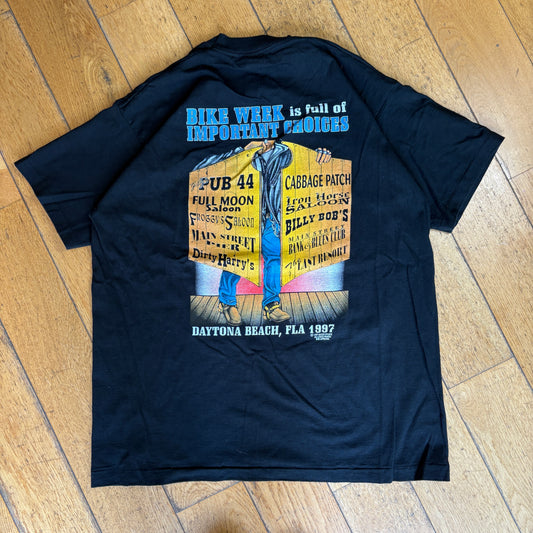 BIKE WEEK is full of
IMPORTANT CHOICES
PUB 44
FULL MOON
Saloon
Froggy's Saloon
MAIN STREET
PIER
Dirty Harry's
CABBAGE PATCH
Iron Horse
SALOON
BILLY BOB'S
MAIN STREET
BANK & BLUES CLUB
The LAST RESORT
DAYTONA BEACH, FLA 1997